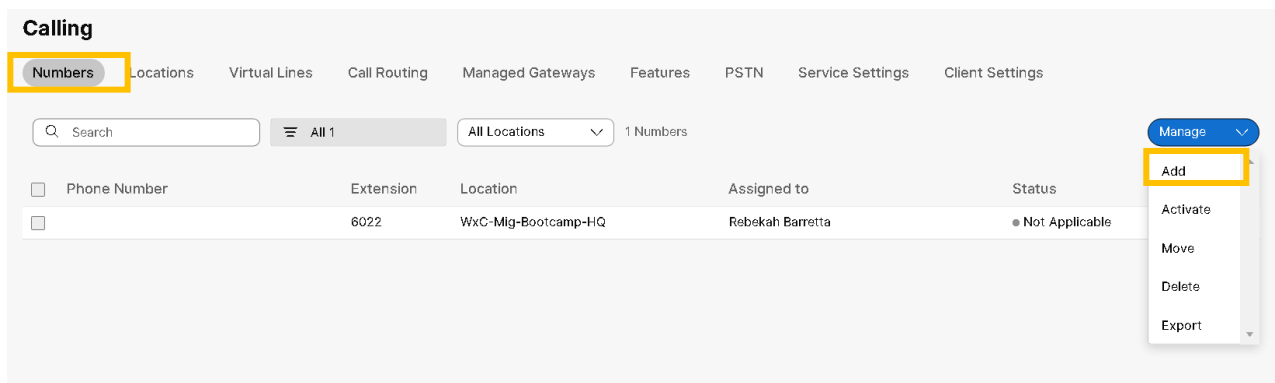 Calling
Numbers Locations Virtual Lines Call Routing Managed Gateways Features PSTN Service Settings Client Settings
Search All 1 All Locations 1 Numbers Manage
Add
Phone Number Extension Location Assigned to Status
Activate
6022 WxC-Mig-Bootcamp-HQ Rebekah Barretta Not Applicable
Move
Delete
Export